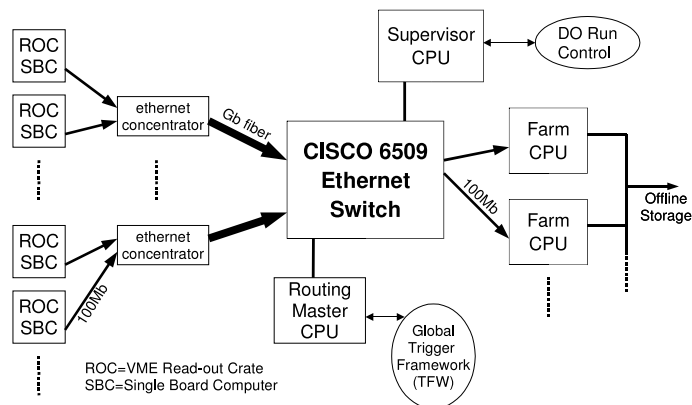 ROC
SBC
ROC
SBC
ethernet
concentrator
Gb fiber
Supervisor
CPU
DO Run
Control
CISCO 6509
Ethernet
Switch
Farm
CPU
100Mb
Farm
CPU
Offline
Storage
ROC
SBC
ROC
SBC
100Mb
ethernet
concentrator
Routing
Master
CPU
Global
Trigger
Framework
(TFW)
ROC=VME Read-out Crate
SBC=Single Board Computer